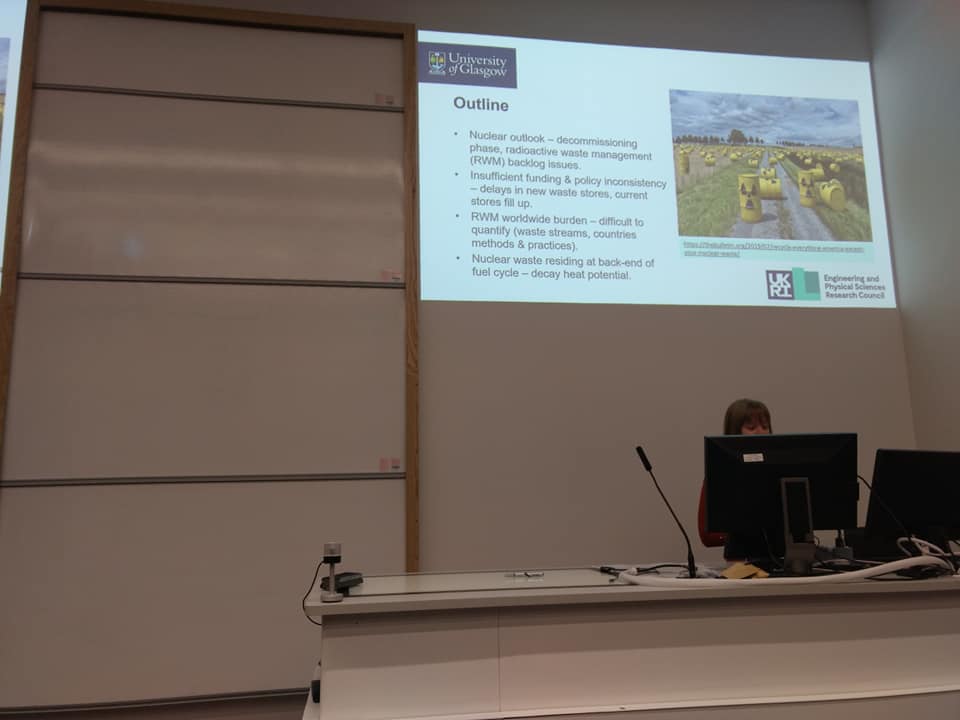 University
of Glasgow
Outline
• Nuclear outlook – decommissioning
phase, radioactive waste management
(RWM) backlog issues.
• Insufficient funding & policy inconsistency
– delays in new waste stores, current
stores fill up.
• RWM worldwide burden – difficult to
quantify (waste streams, countries
methods & practices).
• Nuclear waste residing at back-end of
fuel cycle – decay heat potential.
UK
RI
Engineering and
Physical Sciences
Research Council